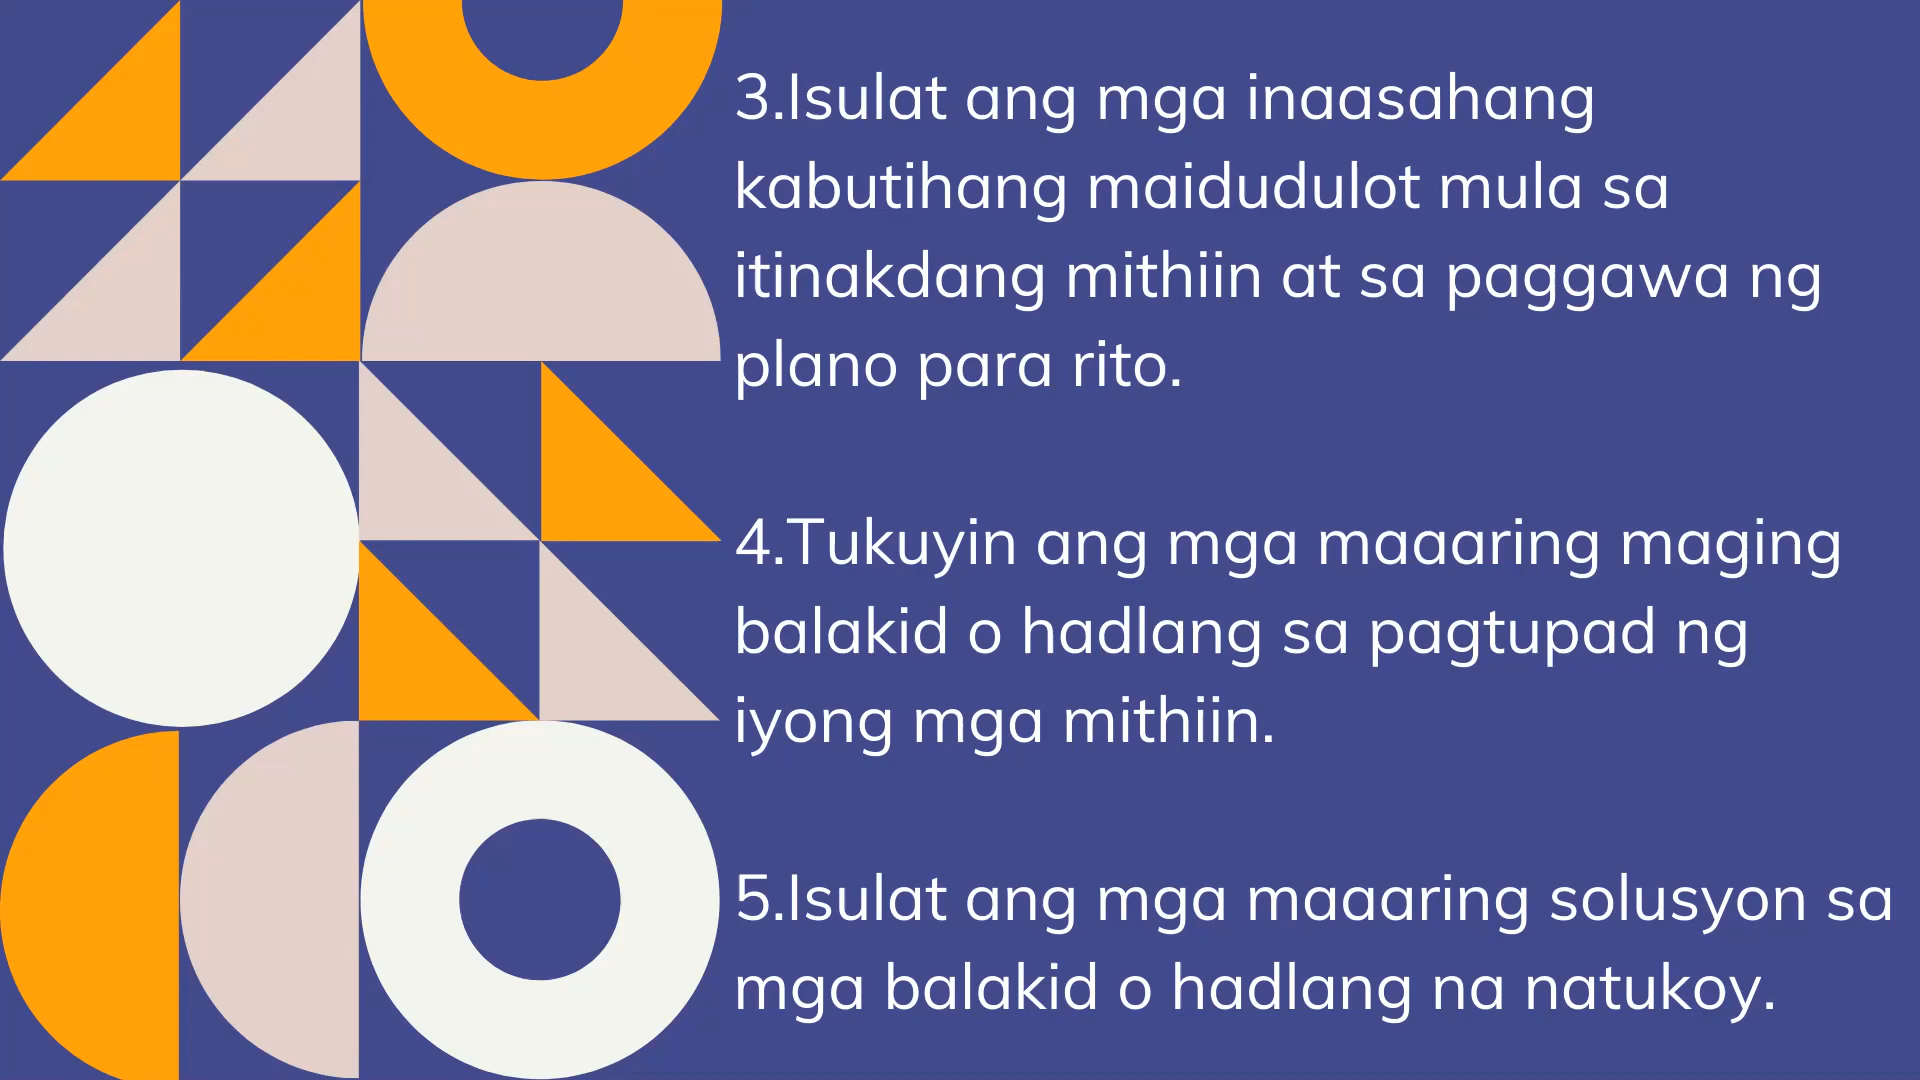 3.Isulat ang mga inaasahang
kabutihang maidudulot mula sa
itinakdang mithiin at sa paggawa ng
plano para rito.
4.Tukuyin ang mga maaaring maging
balakid o hadlang sa pagtupad ng
iyong mga mithiin.
5.Isulat ang mga maaaring solusyon sa
mga balakid o hadlang na natukoy.